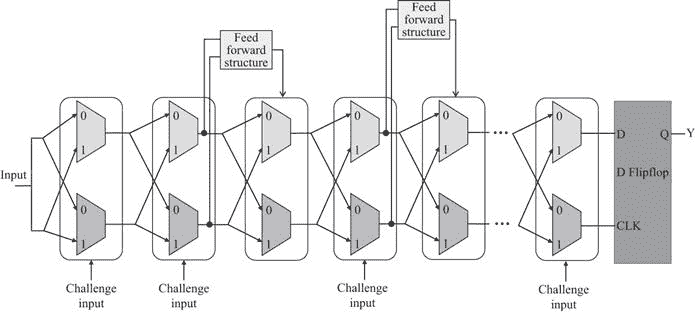 Feed
forward
structure
Feed
forward
structure
0
0
0
0
0
0
1
1
1
1
1
1
D
Q
Y
Input
D Flipflop
0
0
0
0
0
0
1
1
1
1
1
1
CLK
Challenge
input
Challenge
input
Challenge
input
Challenge
input